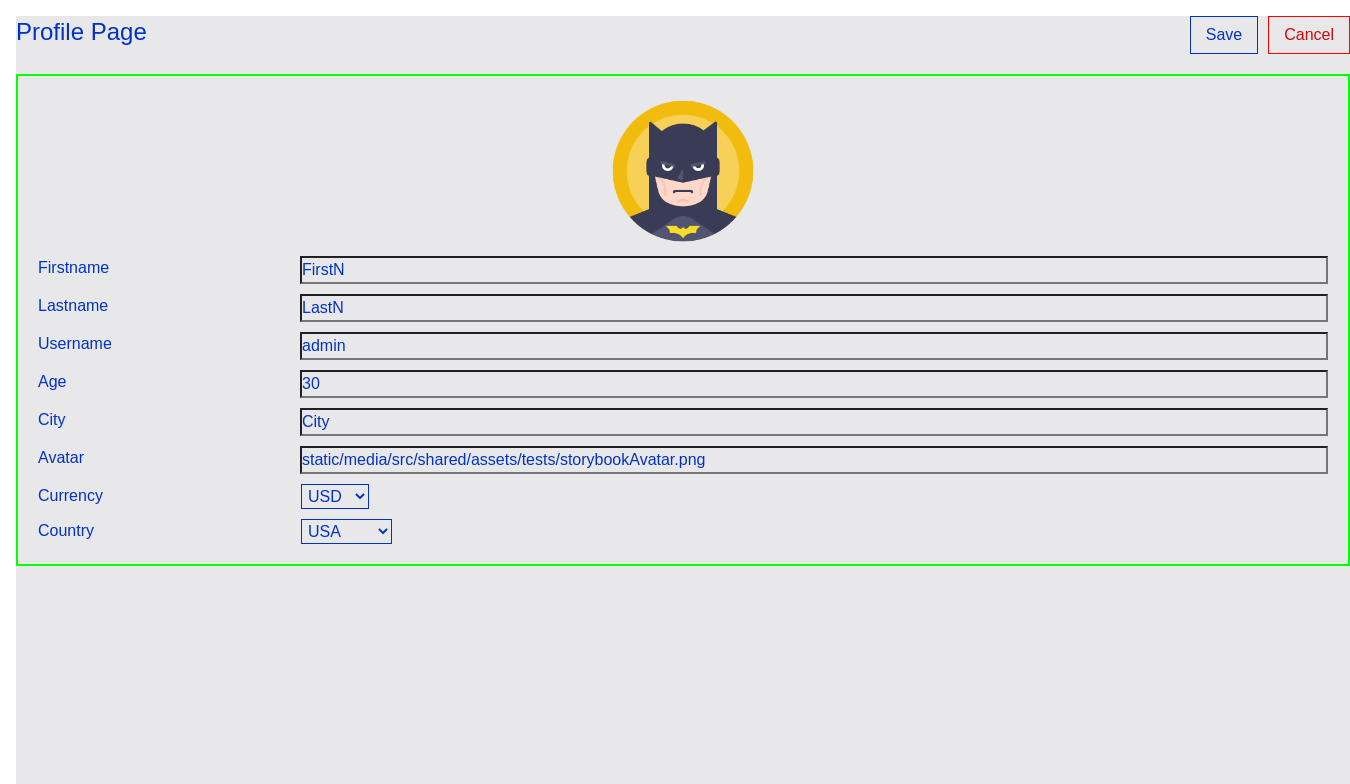 Profile Page
Save Cancel
Firstname FirstN
Lastname LastN
Username admin
Age 30
City City
Avatar static/media/src/shared/assets/tests/storybookAvatar.png
Currency USD
Country USA